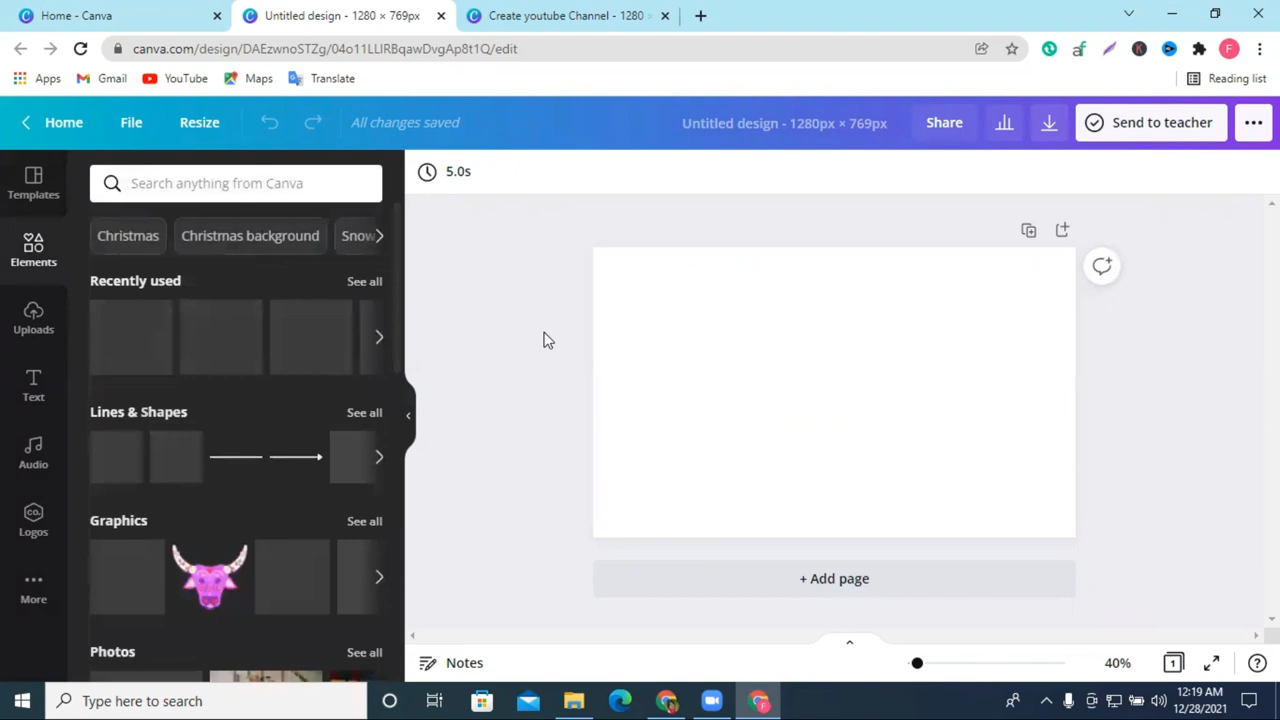 Home - Canva
Untitled design - 1280 × 769px
Create youtube Channel - 1280
canva.com/design/DAEzwnoSTZg/04o11LLIRBqawDvgAp8t1Q/edit
Apps
Gmail
YouTube
Maps
Translate
Reading list
Home
File
Resize
All changes saved
Untitled design - 1280px × 769px
Share
Send to teacher
Templates
Elements
Uploads
Text
Audio
CO.
Logos
More
Search anything from Canva
Christmas
Christmas background
Snow
Recently used
See all
Lines & Shapes
See all
Graphics
See all
Photos
See all
5.0s
+ Add page
Notes
40%
1
Type here to search
12:19 AM
12/28/2021